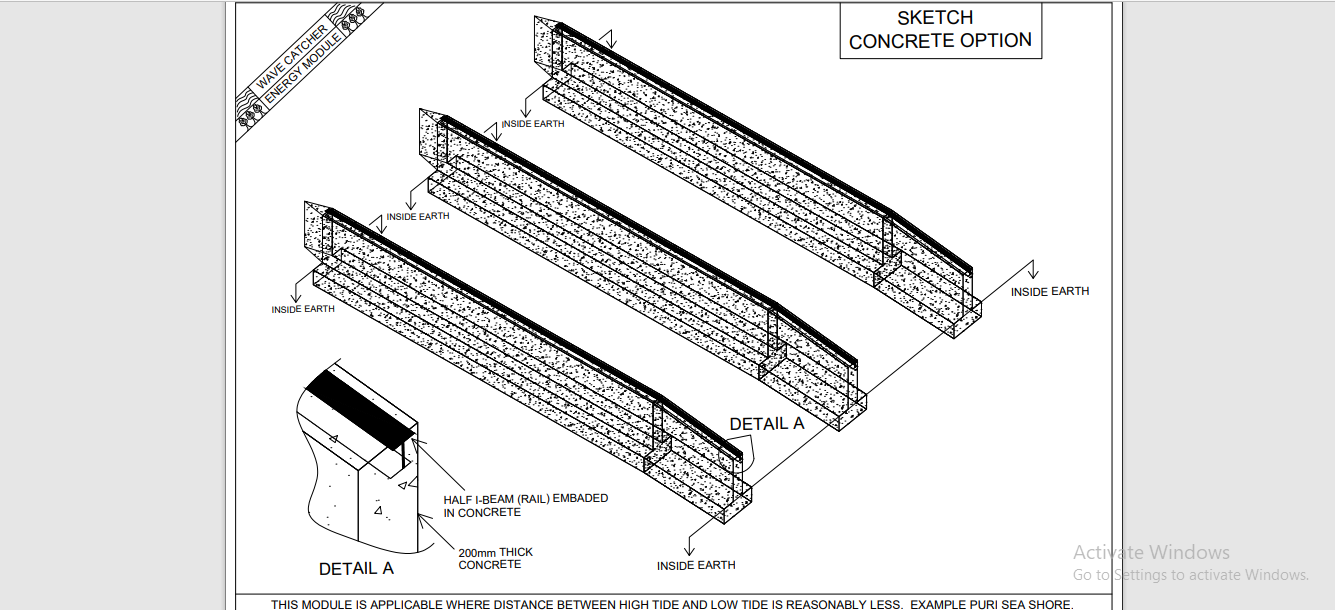 WAVE CATCHER
ENERGY MODULE
SKETCH
CONCRETE OPTION
INSIDE EARTH
INSIDE EARTH
INSIDE EARTH
INSIDE EARTH
DETAIL A
HALF I-BEAM (RAIL) EMBADED
IN CONCRETE
200mm THICK
CONCRETE
DETAIL A
INSIDE EARTH
Activate Windows
Go to Settings to activate Windows.
THIS MODULE IS APPLICABLE WHERE DISTANCE BETWEEN HIGH TIDE AND LOW TIDE IS REASONABLY LESS. EXAMPLE PURI SEA SHORE.